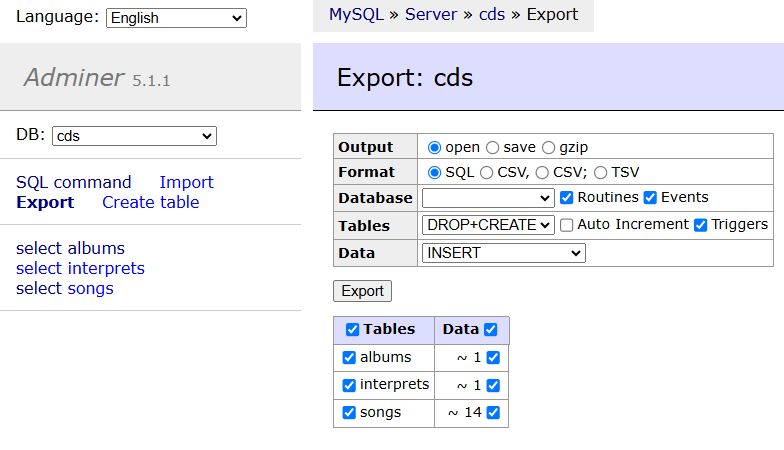 Language: English
MySQL » Server » cds » Export
Adminer 5.1.1
Export: cds
DB: cds
SQL command Import
Export Create table
select albums
select interprets
select songs
Output open save gzip
Format SQL CSV, CSV; TSV
Database Routines Events
Tables DROP+CREATE Auto Increment Triggers
Data INSERT
Export
Tables Data
albums ~ 1
interprets ~ 1
songs ~ 14